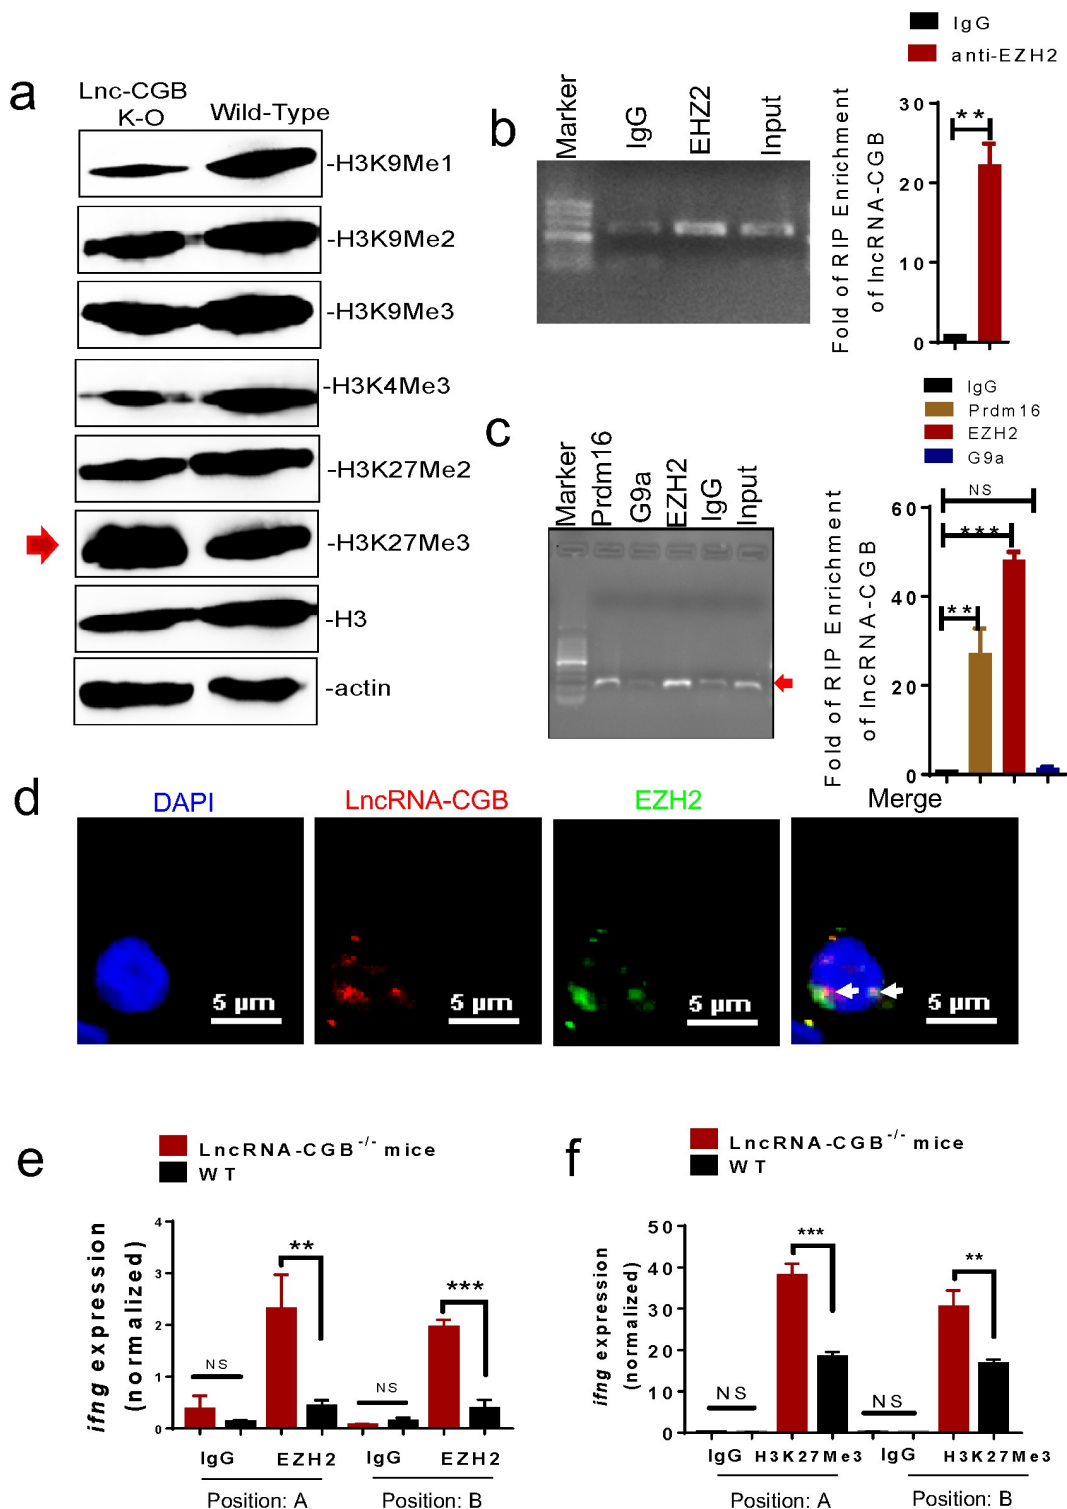 a
Lnc-CGB
K-O
Wild-Type
-H3K9Me1
-H3K9Me2
-H3K9Me3
-H3K4Me3
-H3K27Me2
-H3K27Me3
-H3
-actin
b
Marker
IgG
EHZ2
Input
IgG
anti-EZH2
Fold of RIP Enrichment
of lncRNA-CGB
30
20
10
0
**
c
Marker
Prdm16
G9a
EZH2
IgG
Input
IgG
Prdm16
EZH2
G9a
Fold of RIP Enrichment
of lncRNA-CGB
60
40
20
0
NS
***
**
d
DAPI
LncRNA-CGB
EZH2
Merge
5 μm
5 μm
5 μm
5 μm
e
LncRNA-CGB-/- mice
WT
ifng expression
(normalized)
4
3
2
1
0
NS
**
NS
***
IgG
EZH2
IgG
EZH2
Position: A
Position: B
f
LncRNA-CGB-/- mice
WT
ifng expression
(normalized)
50
40
30
20
10
0
NS
***
NS
**
IgG
H3K27Me3
IgG
H3K27Me3
Position: A
Position: B